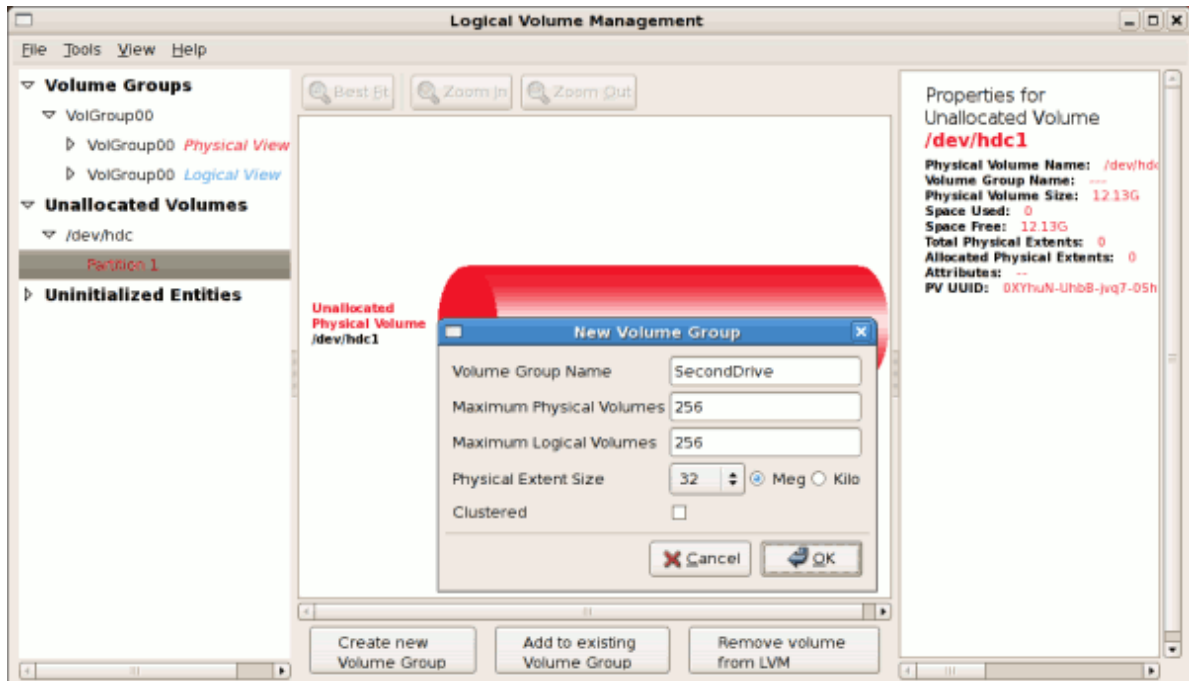 Logical Volume Management
File Tools View Help
Volume Groups
VolGroup00
VolGroup00 Physical View
VolGroup00 Logical View
Unallocated Volumes
/dev/hdc
Partition 1
Uninitialized Entities
Best Fit Zoom In Zoom Out
Unallocated
Physical Volume
/dev/hdc1
New Volume Group
Volume Group Name SecondDrive
Maximum Physical Volumes 256
Maximum Logical Volumes 256
Physical Extent Size 32 Meg Kilo
Clustered
Cancel OK
Create new
Volume Group
Add to existing
Volume Group
Remove volume
from LVM
Properties for
Unallocated Volume
/dev/hdc1
Physical Volume Name: /dev/hdc
Volume Group Name: ---
Physical Volume Size: 12.13G
Space Used: 0
Space Free: 12.13G
Total Physical Extents: 0
Allocated Physical Extents: 0
Attributes: --
PV UUID: 0XYhuN-UhbB-jvq7-05h